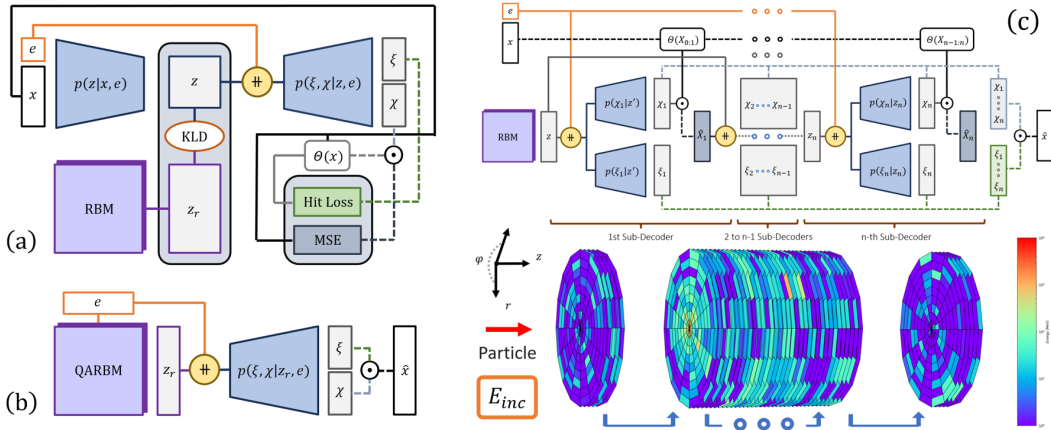 e
x
p(z|x, e)
z
KLD
z_r
RBM
⧺
p(ξ, χ|z, e)
ξ
χ
Θ(x)
⊙
Hit Loss
MSE
(a)
e
QARBM
z_r
⧺
p(ξ, χ|z_r, e)
ξ
χ
⊙
x̂
(b)
(c)
e
x
Θ(X_{0:1})
Θ(X_{n−1:n})
RBM
z
⧺
p(χ_1|z')
p(ξ_1|z')
χ_1
ξ_1
⊙
X̂_1
⧺
χ_2 χ_{n−1}
ξ_2 ξ_{n−1}
z_n
⧺
p(χ_n|z_n)
p(ξ_n|z_n)
χ_n
ξ_n
⊙
X̂_n
χ_1
χ_n
ξ_1
ξ_n
⊙
x̂
1st Sub-Decoder
2 to n-1 Sub-Decoders
n-th Sub-Decoder
φ
z
r
Particle
E_inc